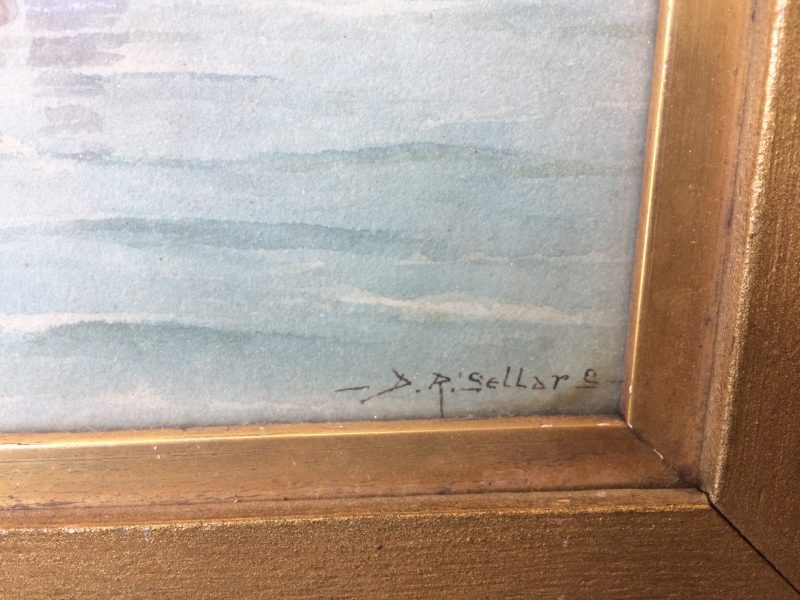 - D. R. Sellars -